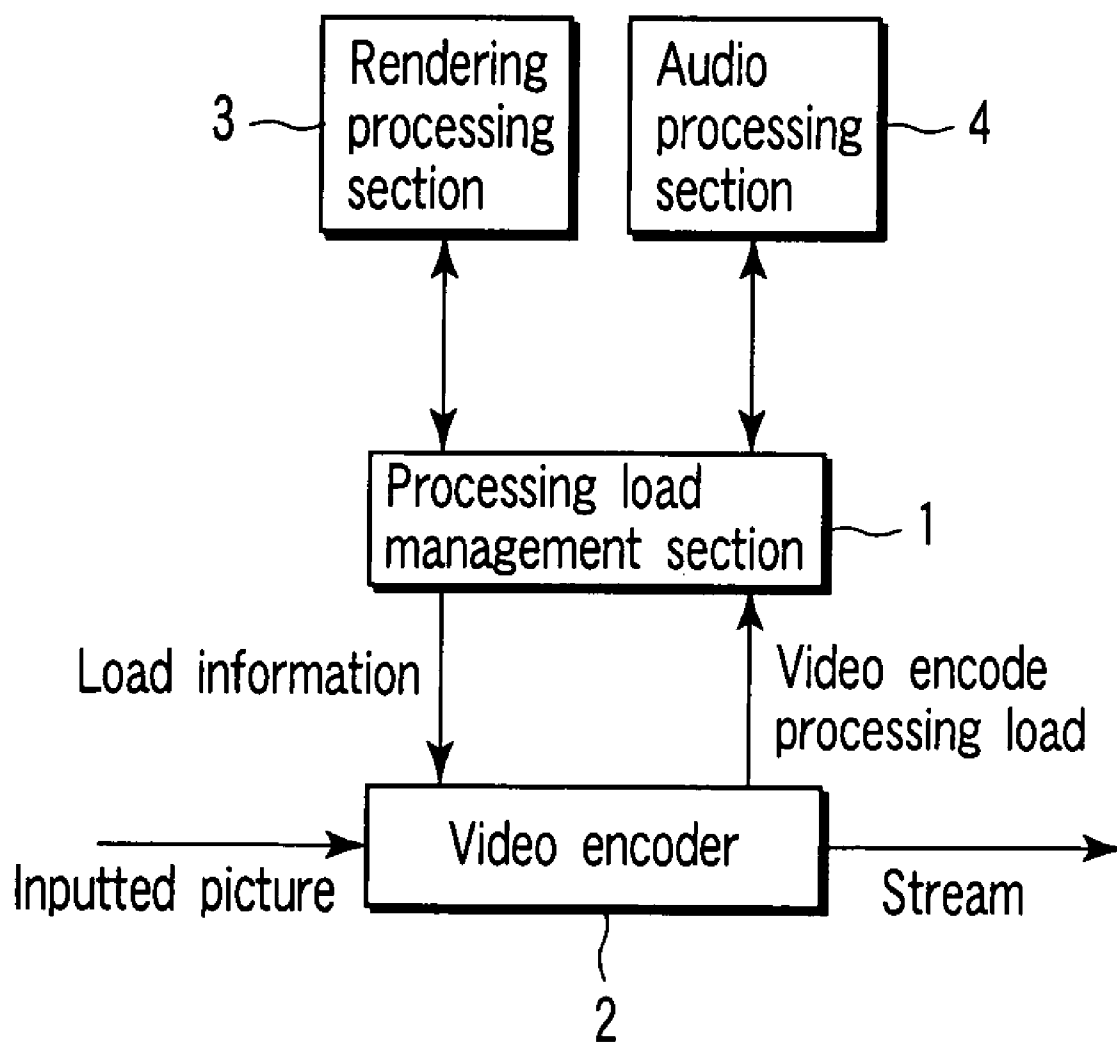 Rendering
processing
section
3
Audio
processing
section
4
Processing load
management section
1
Load information
Video encode
processing load
Video encoder
Inputted picture
Stream
2